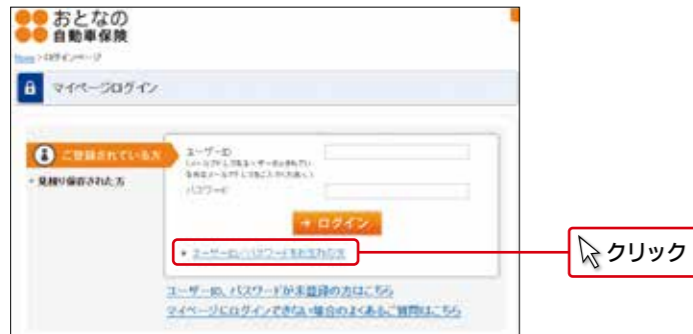 おとなの
自動車保険
Home > ログインページ
マイページログイン
ご登録されている方
・見積り保存された方
ユーザーID
パスワード
ログイン
ユーザーID/パスワードをお忘れの方
クリック
ユーザーID、パスワードが未登録の方はこちら
マイページにログインできない場合のよくあるご質問はこちら